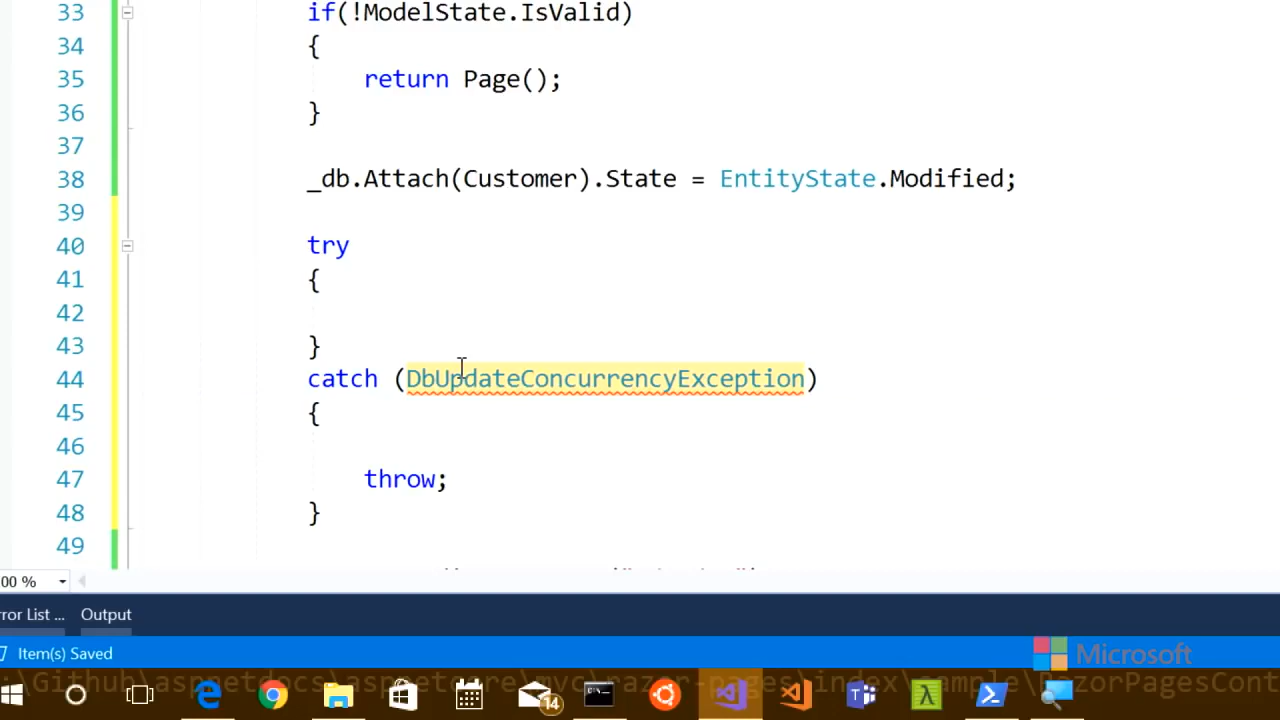 33 if(!ModelState.IsValid)
34 {
35 return Page();
36 }
37
38 _db.Attach(Customer).State = EntityState.Modified;
39
40 try
41 {
42
43 }
44 catch (DbUpdateConcurrencyException)
45 {
46
47 throw;
48 }
49
00 %
rror List ... Output
Item(s) Saved
Microsoft
14